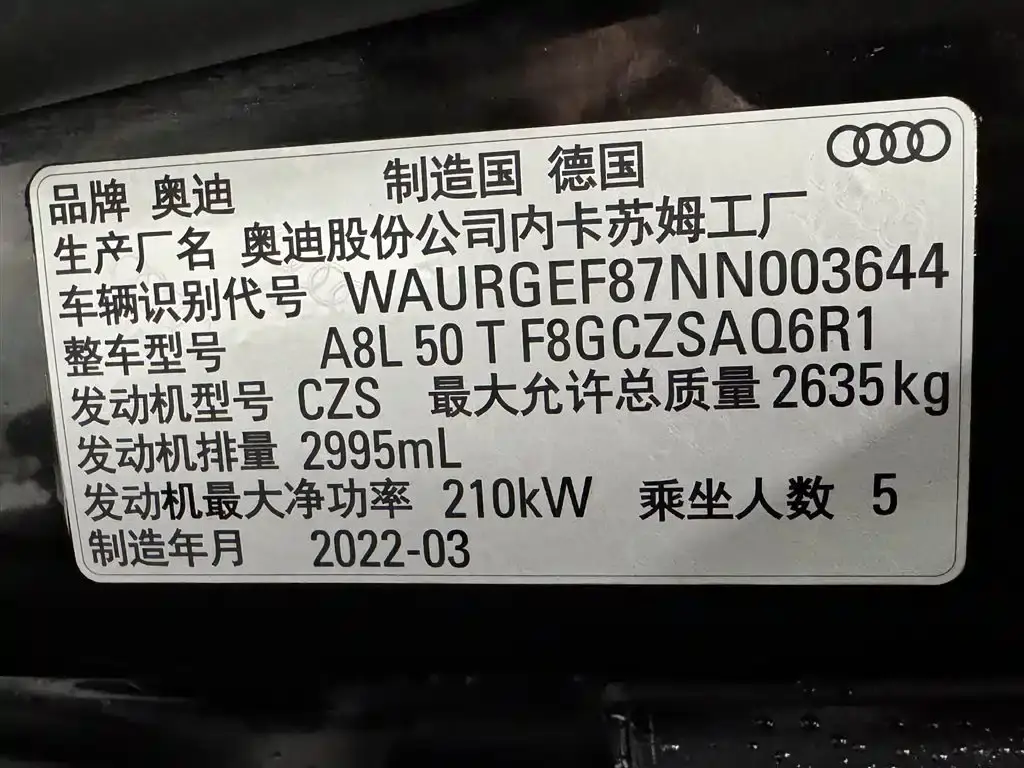 品牌 奥迪 制造国 德国
生产厂名 奥迪股份公司内卡苏姆工厂
车辆识别代号 WAURGEF87NN003644
整车型号 A8L 50 T F8GCZSAQ6R1
发动机型号 CZS 最大允许总质量 2635kg
发动机排量 2995mL
发动机最大净功率 210kW 乘坐人数 5
制造年月 2022-03